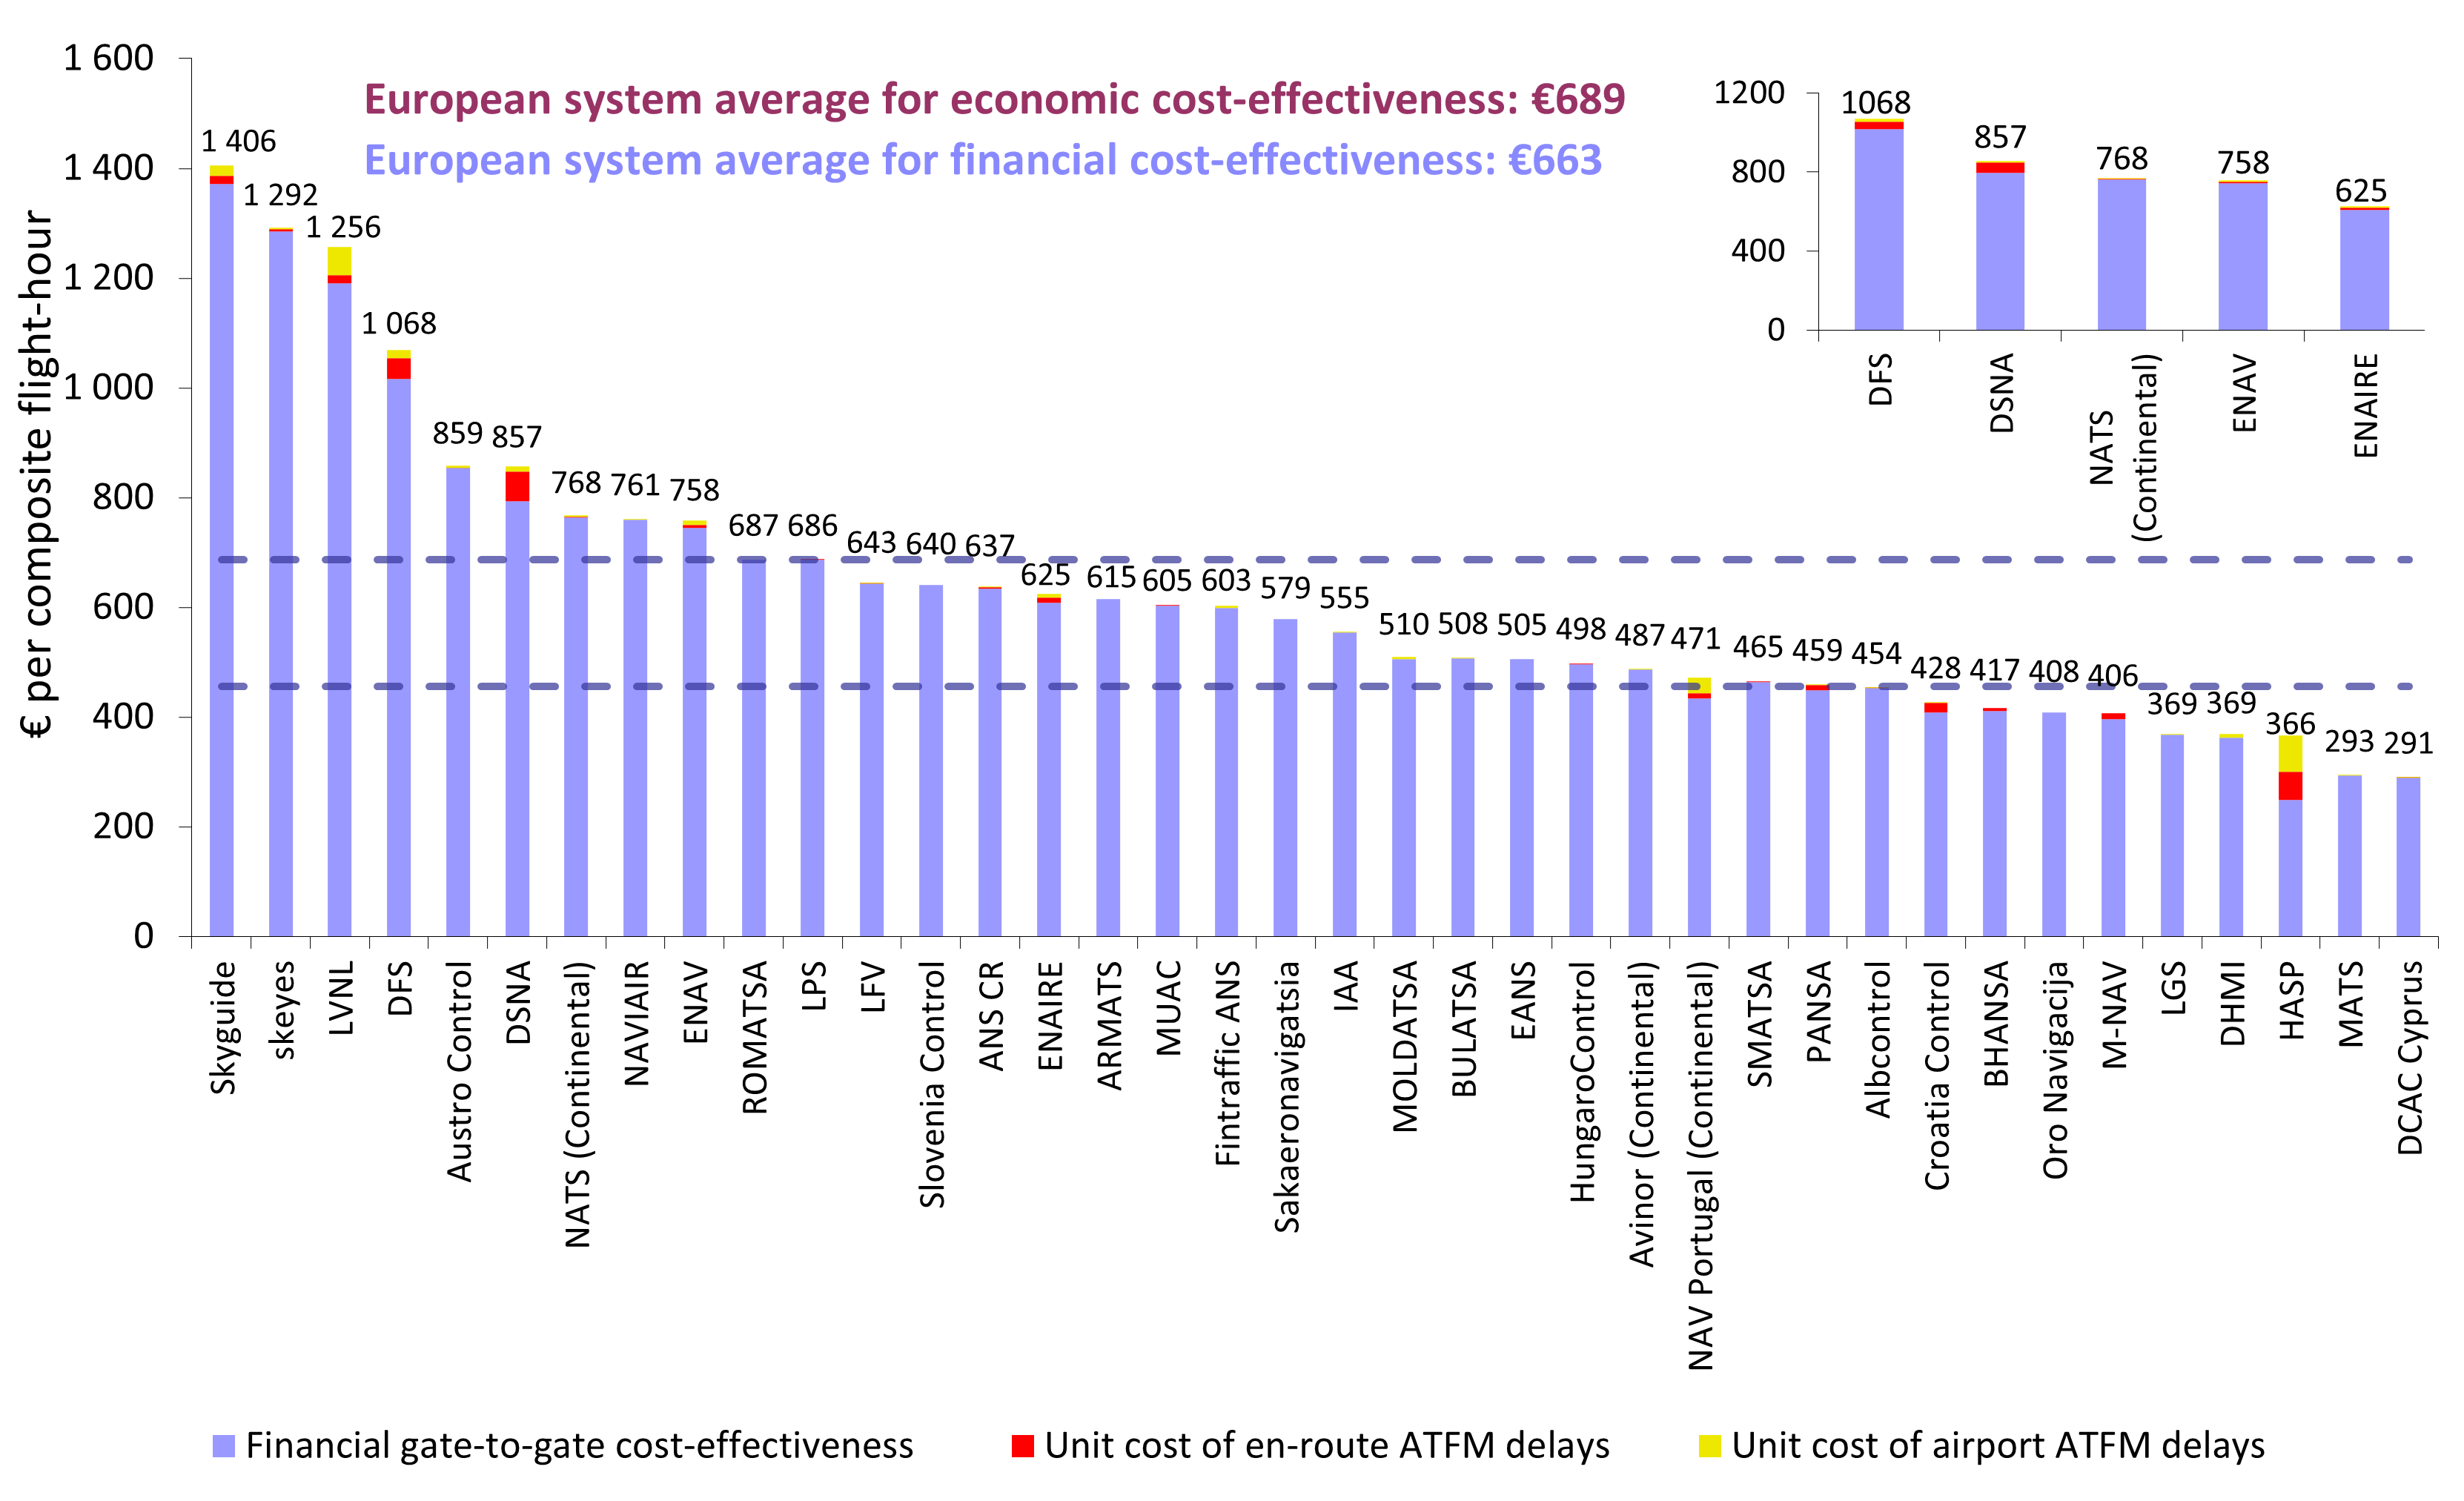 European system average for economic cost-effectiveness: €689
European system average for financial cost-effectiveness: €663
€ per composite flight-hour
1 600
1 400
1 200
1 000
800
600
400
200
0
1 406
1 292
1 256
1 068
859
857
768
761
758
687
686
643
640
637
625
615
605
603
579
555
510
508
505
498
487
471
465
459
454
428
417
408
406
369
369
366
293
291
Skyguide
skeyes
LVNL
DFS
Austro Control
DSNA
NATS (Continental)
NAVIAIR
ENAV
ROMATSA
LPS
LFV
Slovenia Control
ANS CR
ENAIRE
ARMATS
MUAC
Fintraffic ANS
Sakaeronavigatsia
IAA
MOLDATSA
BULATSA
EANS
HungaroControl
Avinor (Continental)
NAV Portugal (Continental)
SMATSA
PANSA
Albcontrol
Croatia Control
BHANSA
Oro Navigacija
M-NAV
LGS
DHMI
HASP
MATS
DCAC Cyprus
1200
800
400
0
1068
857
768
758
625
DFS
DSNA
NATS
(Continental)
ENAV
ENAIRE
Financial gate-to-gate cost-effectiveness
Unit cost of en-route ATFM delays
Unit cost of airport ATFM delays